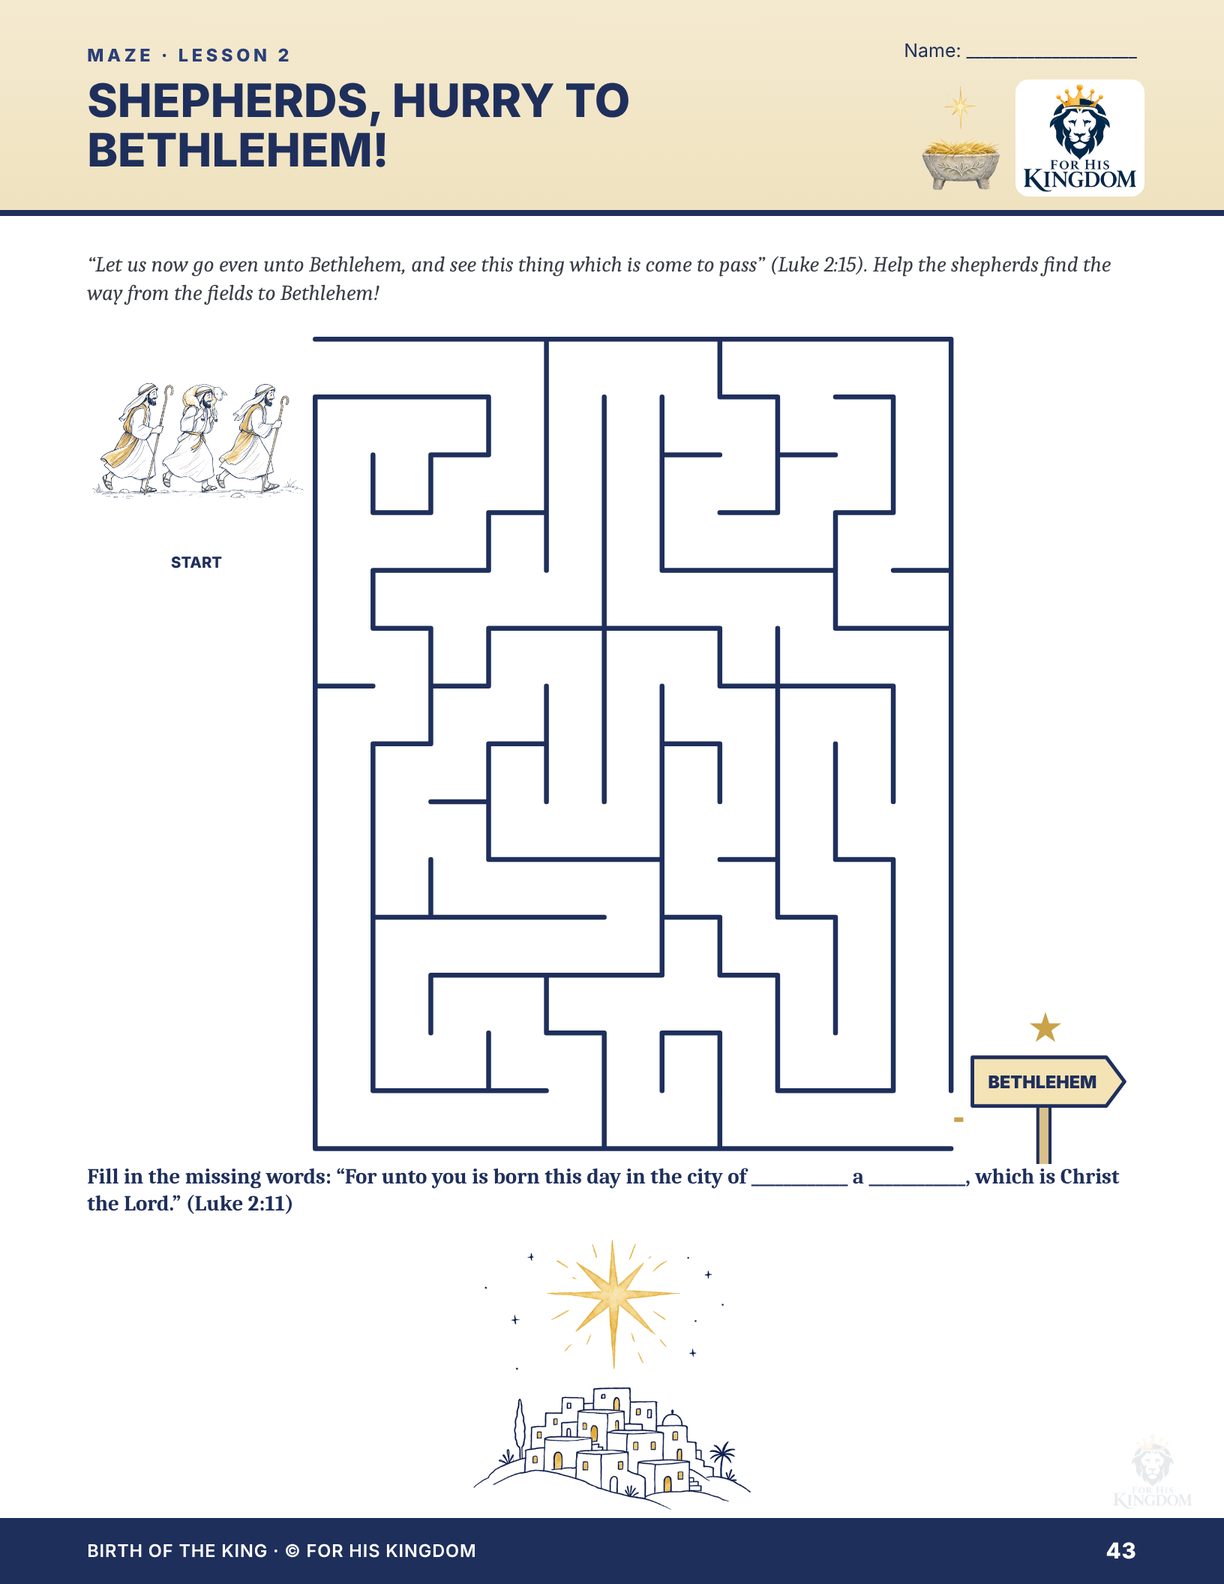 MAZE · LESSON 2
Name: ____________________
SHEPHERDS, HURRY TO
BETHLEHEM!
FOR HIS
KINGDOM
“Let us now go even unto Bethlehem, and see this thing which is come to pass” (Luke 2:15). Help the shepherds find the
way from the fields to Bethlehem!
START
BETHLEHEM
Fill in the missing words: “For unto you is born this day in the city of __________ a __________, which is Christ
the Lord.” (Luke 2:11)
FOR HIS
KINGDOM
BIRTH OF THE KING · © FOR HIS KINGDOM
43